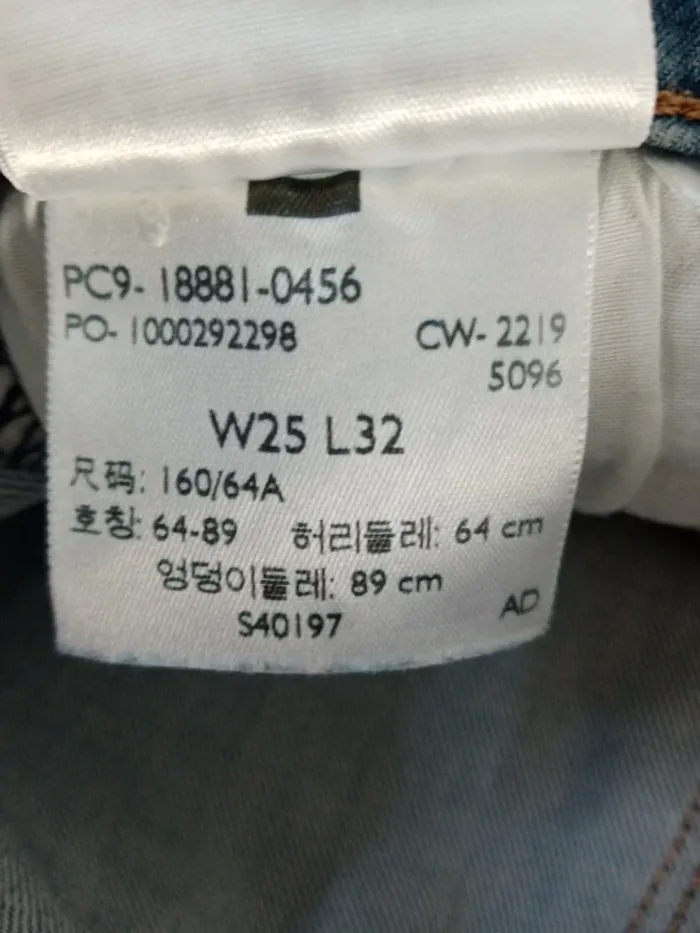 PC9- 18881-0456
PO- 1000292298 CW- 2219
5096
W25 L32
尺码: 160/64A
호칭: 64-89 허리둘레: 64 cm
엉덩이둘레: 89 cm
S40197 AD